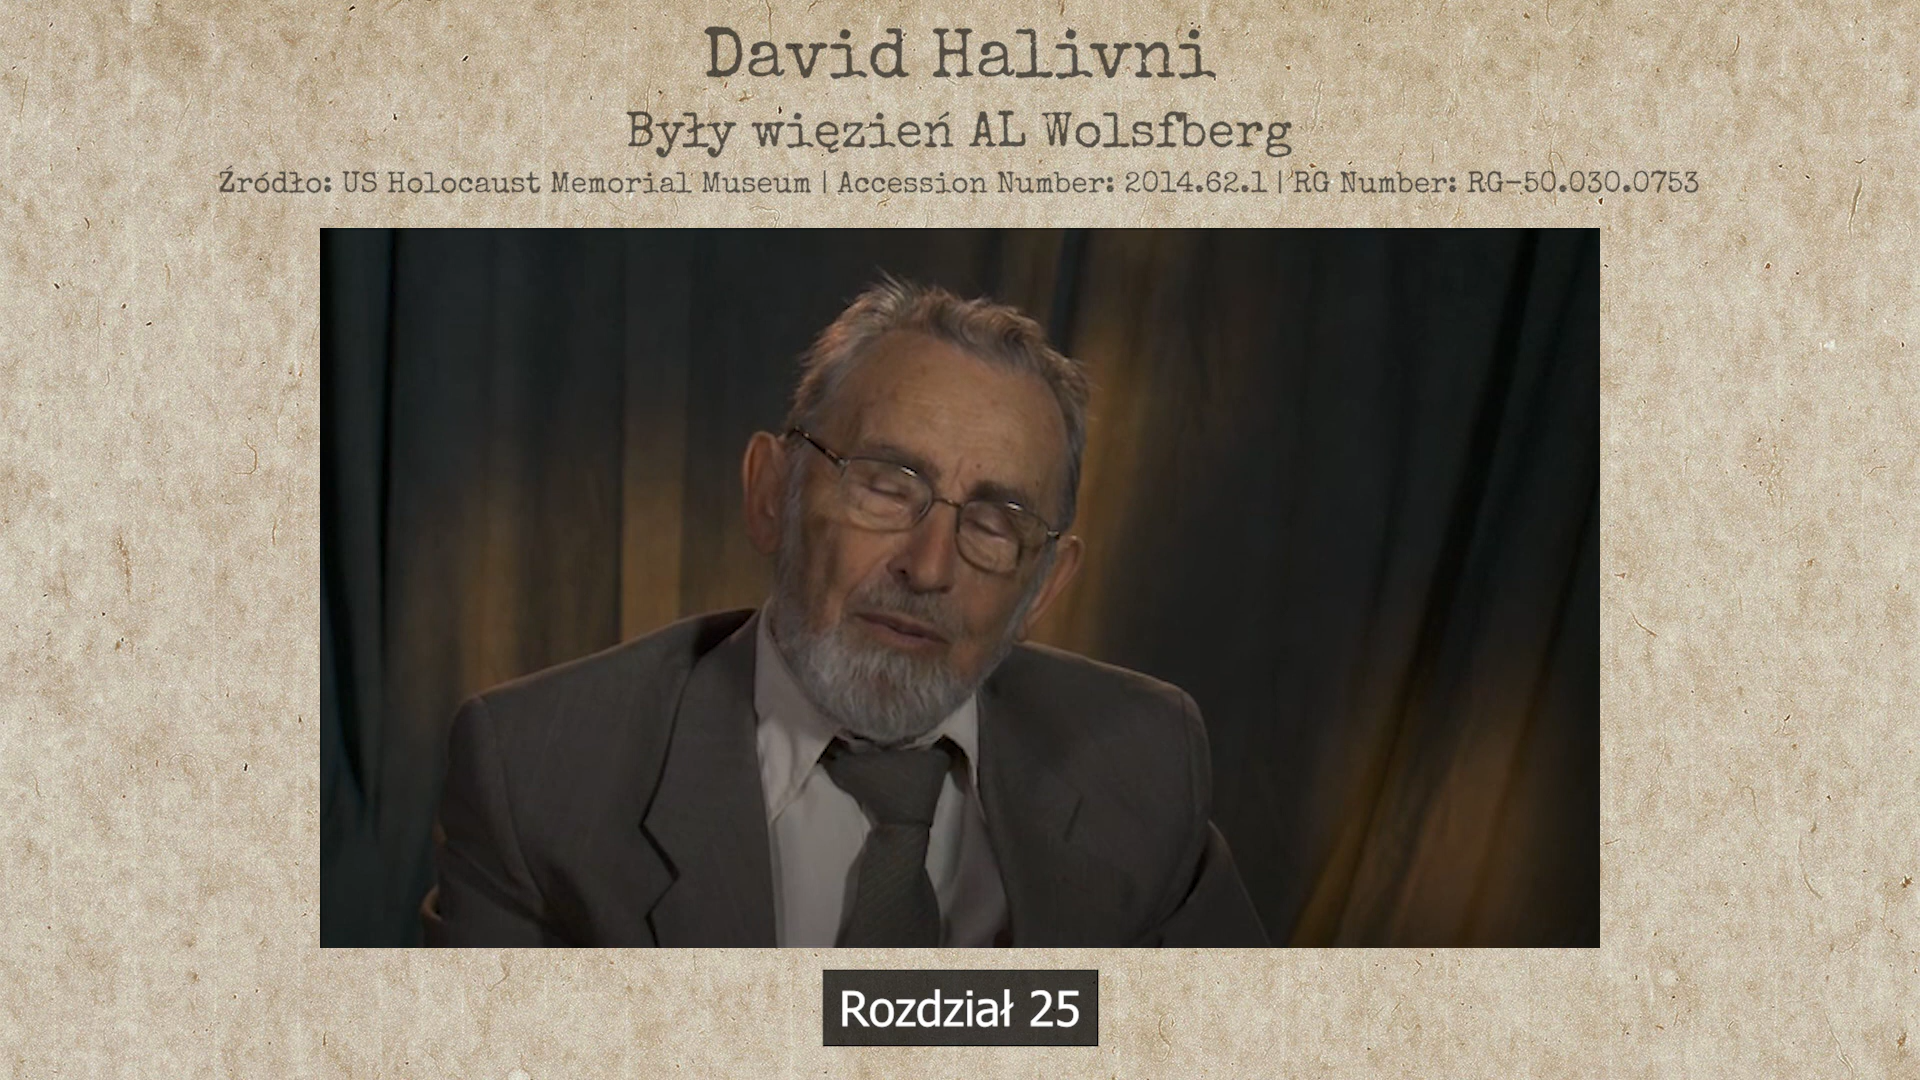 David Halivni
Były więzień AL Wolsfberg
Źródło: US Holocaust Memorial Museum | Accession Number: 2014.62.1 | RG Number: RG-50.030.0753
Rozdział 25